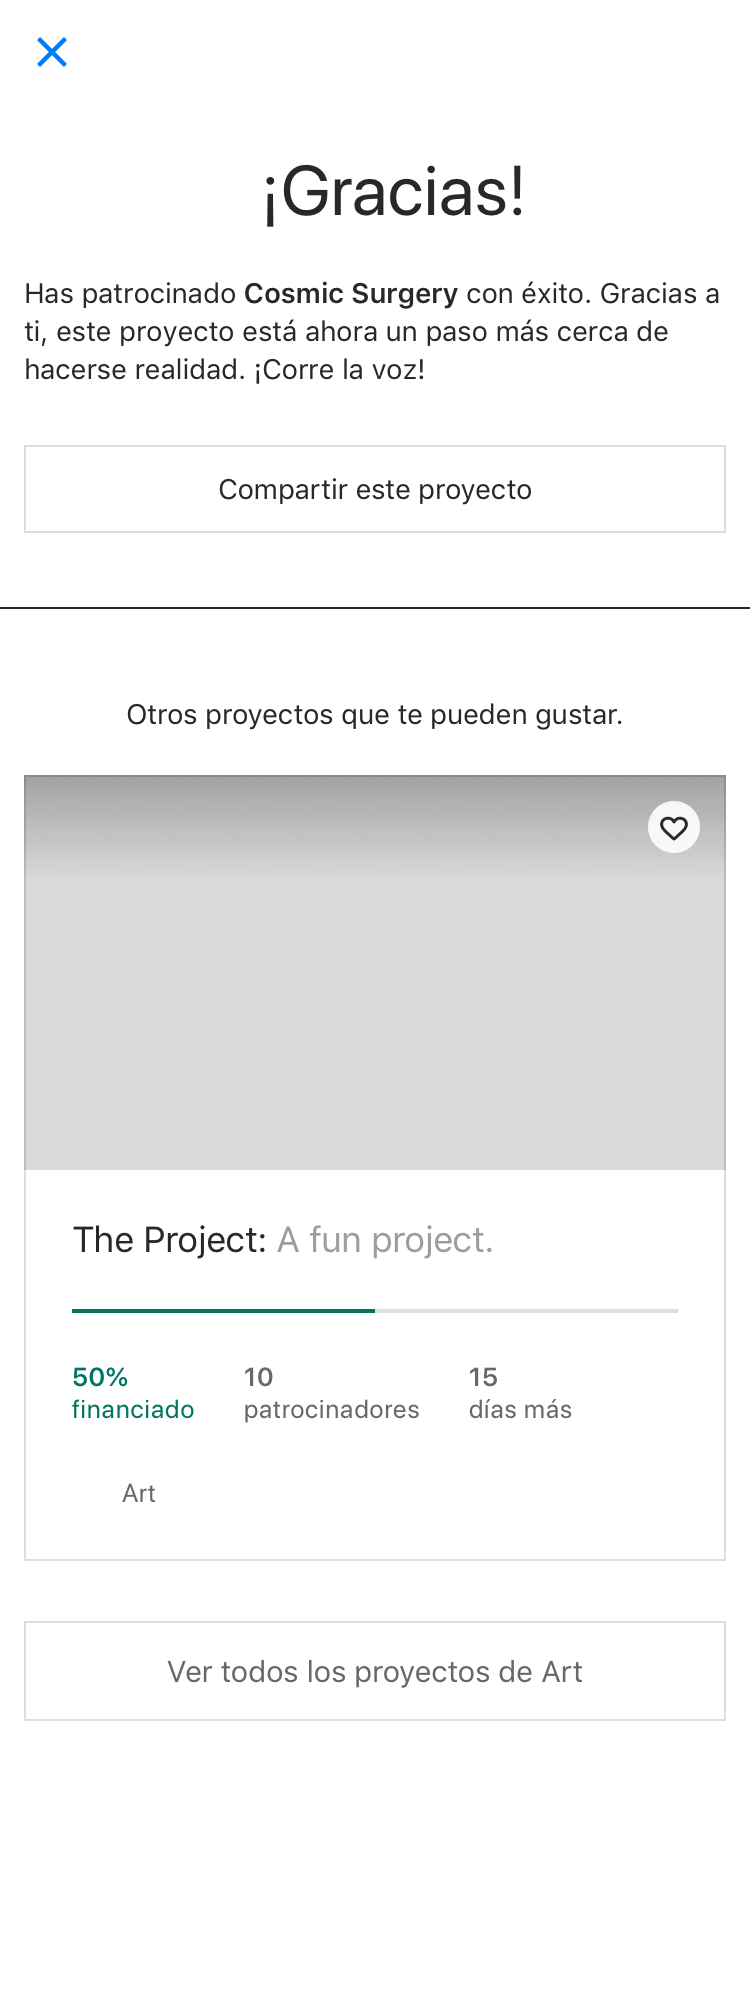 ¡Gracias!
Has patrocinado Cosmic Surgery con éxito. Gracias a
ti, este proyecto está ahora un paso más cerca de
hacerse realidad. ¡Corre la voz!
Compartir este proyecto
Otros proyectos que te pueden gustar.
The Project: A fun project.
50%
financiado
10
patrocinadores
15
días más
Art
Ver todos los proyectos de Art